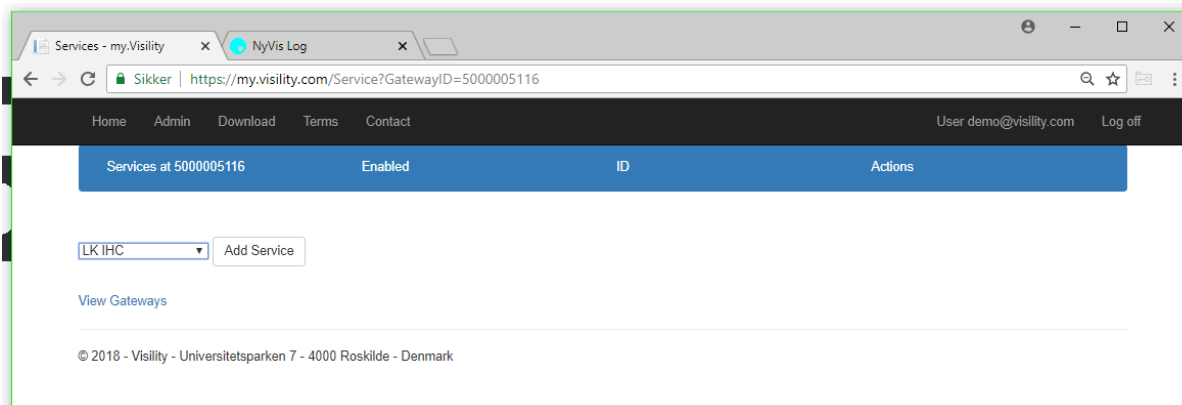 Services - my.Visility
NyVis Log
Sikker | https://my.visility.com/Service?GatewayID=5000005116
Home Admin Download Terms Contact User demo@visility.com Log off
Services at 5000005116 Enabled ID Actions
LK IHC Add Service
View Gateways
© 2018 - Visility - Universitetsparken 7 - 4000 Roskilde - Denmark